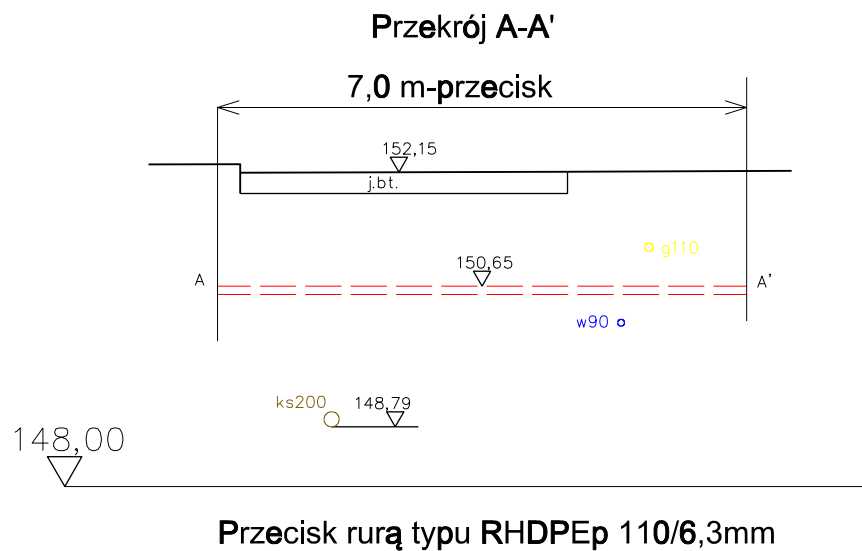 Przekrój A-A'
7,0 m-przecisk
152,15
j.bt.
g110
150,65
A
A'
w90
ks200
148,79
148,00
Przecisk rurą typu RHDPEp 110/6,3mm